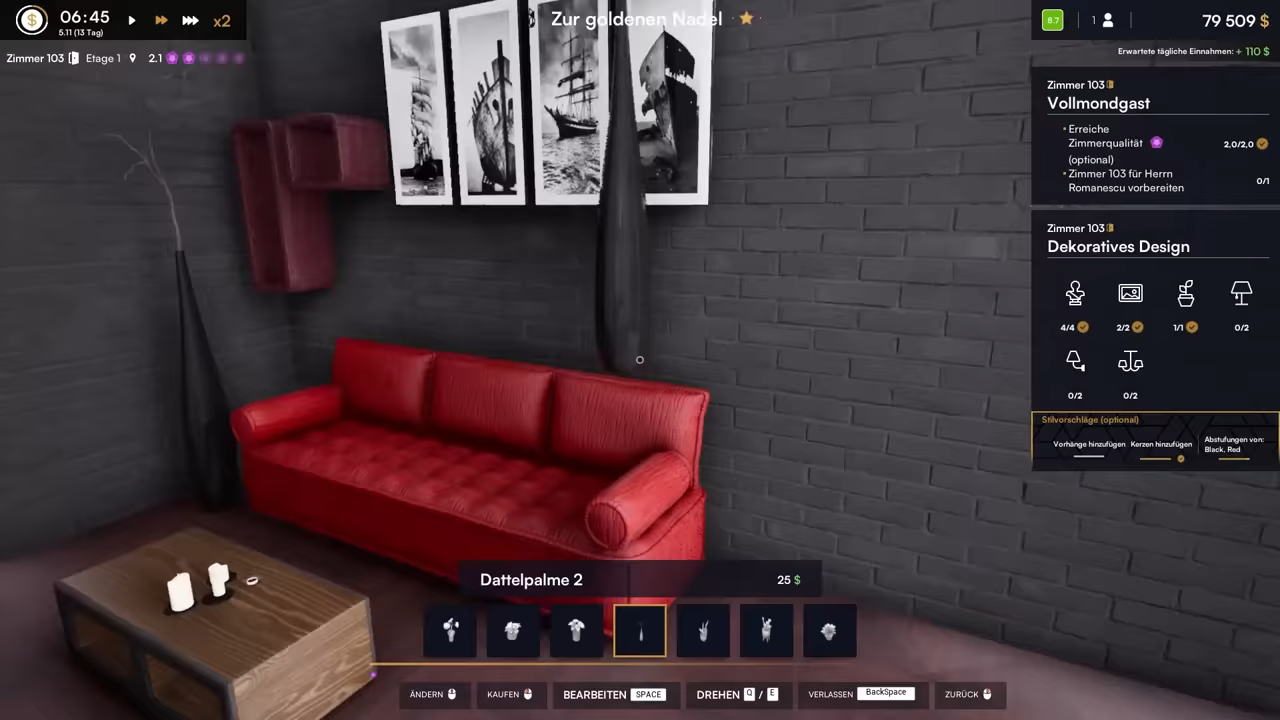 06:45
5.11 (13 Tag)
x2
Zur goldenen Nadel
8.7
1
79 509 $
Erwartete tägliche Einnahmen: + 110 $
Zimmer 103
Etage 1
2.1
Zimmer 103
Vollmondgast
Erreiche
Zimmerqualität
(optional)
2,0/2,0
Zimmer 103 für Herrn
Romanescu vorbereiten
0/1
Zimmer 103
Dekoratives Design
4/4
2/2
1/1
0/2
0/2
0/2
Stilvorschläge (optional)
Vorhänge hinzufügen
Kerzen hinzufügen
Abstufungen von:
Black, Red
Dattelpalme 2
25 $
ÄNDERN
KAUFEN
BEARBEITEN SPACE
DREHEN Q / E
VERLASSEN BackSpace
ZURÜCK